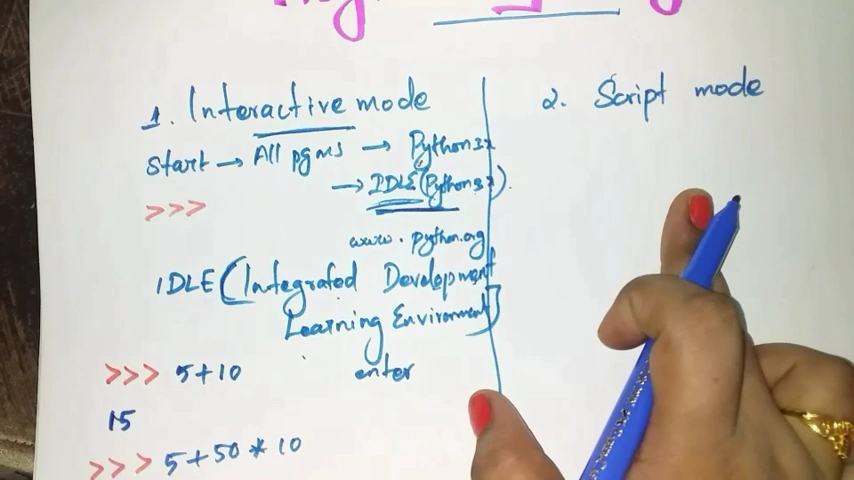 1. Interactive mode
Start → All pgms → Python3x
→ IDLE (Python3x).
>>>
www.python.org
IDLE (Integrated Development
Learning Environment)
>>> 5+10 enter
15
>>> 5+50*10
2. Script mode